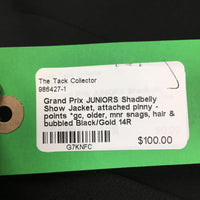 The Tack Collector
986427-1
Grand Prix JUNIORS Shadbelly
Show Jacket, attached pinny -
points *gc, older, mnr snags, hair &
bubbled Black/Gold 14R
$100.00
G7KNFC